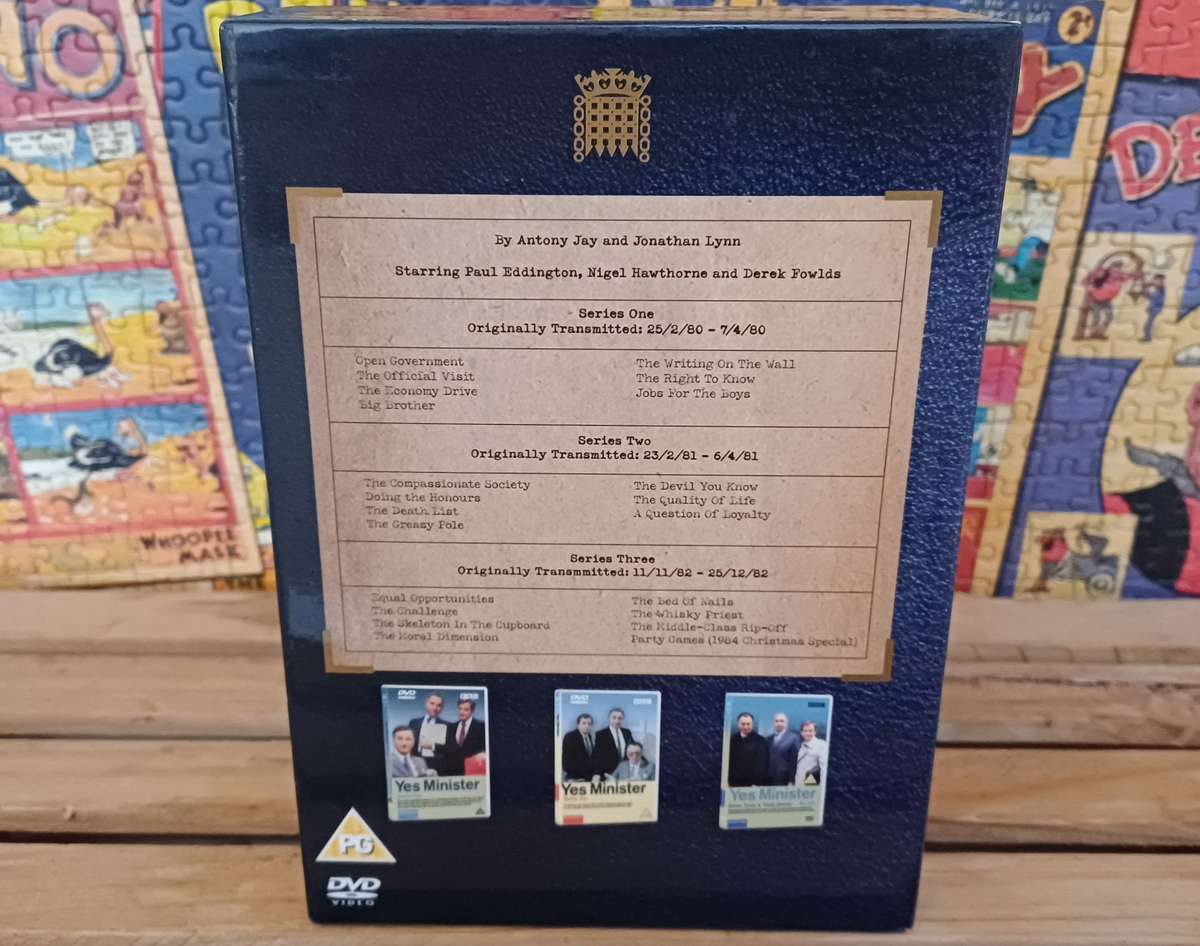 By Antony Jay and Jonathan Lynn
Starring Paul Eddington, Nigel Hawthorne and Derek Fowlds
Series One
Originally Transmitted: 25/2/80 - 7/4/80
Open Government
The Official Visit
The Economy Drive
Big Brother
The Writing On The Wall
The Right To Know
Jobs For The Boys
Series Two
Originally Transmitted: 23/2/81 - 6/4/81
The Compassionate Society
Doing the Honours
The Death List
The Greasy Pole
The Devil You Know
The Quality Of Life
A Question Of Loyalty
Series Three
Originally Transmmitted: 11/11/82 - 25/12/82
Equal Opportunities
The Challenge
The Skeleton In The Cupboard
The Moral Dimension
The Bed Of Nails
The Whisky Priest
The Middle-Class Rip-Off
Party Games (1984 Christmas Special)
DVD
BBC
Yes Minister
DVD
Yes Minister
Yes Minister
PG
DVD
VIDEO
WHOOPEE
MASK